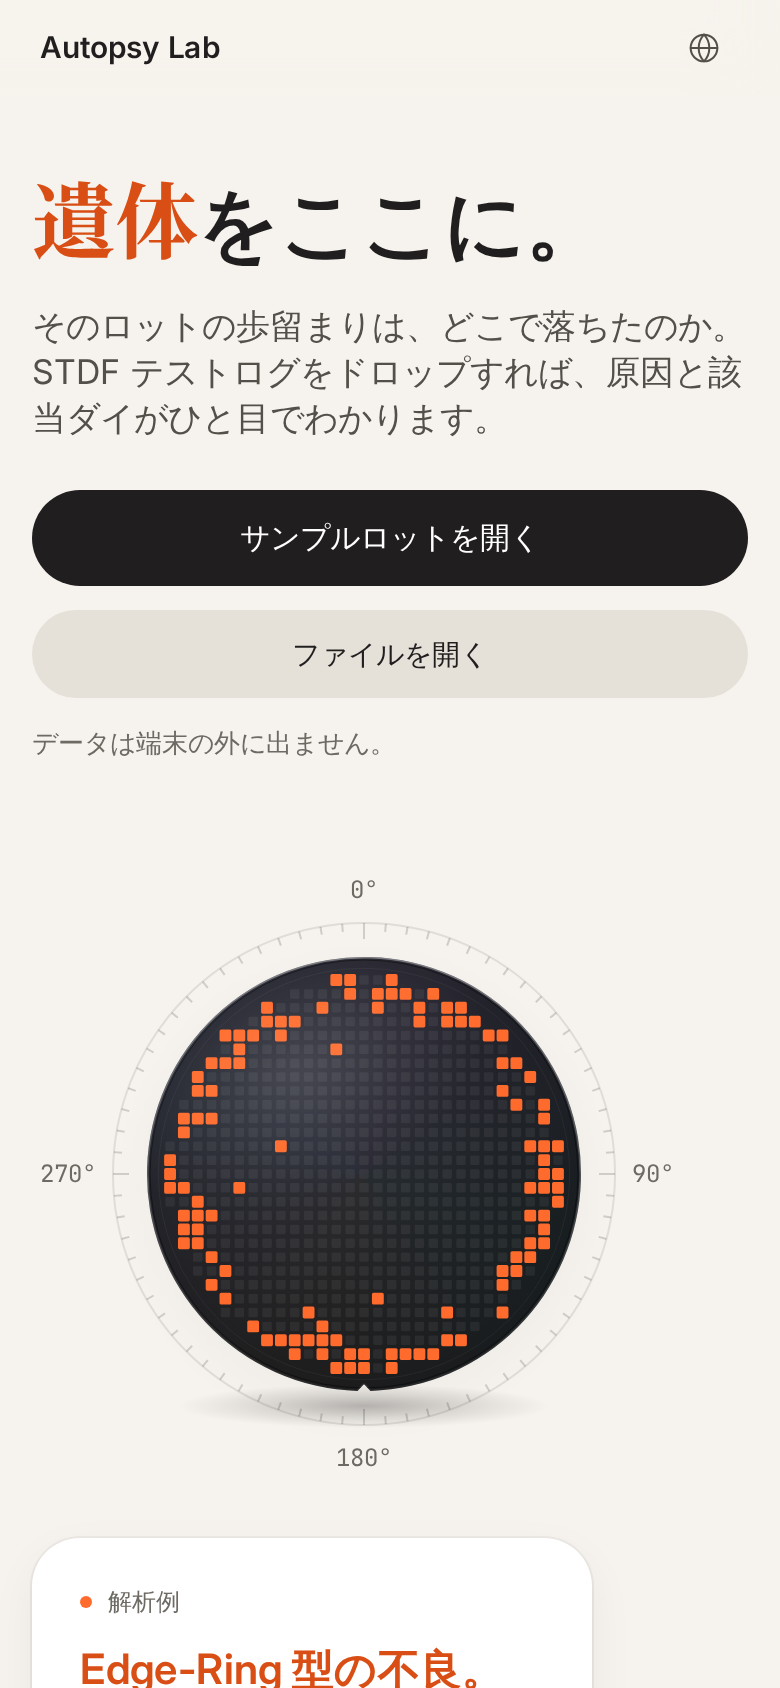 Autopsy Lab
遺体をここに。
そのロットの歩留まりは、どこで落ちたのか。
STDF テストログをドロップすれば、原因と該
当ダイがひと目でわかります。
サンプルロットを開く
ファイルを開く
データは端末の外に出ません。
0°
270°
90°
180°
解析例
Edge-Ring 型の不良。